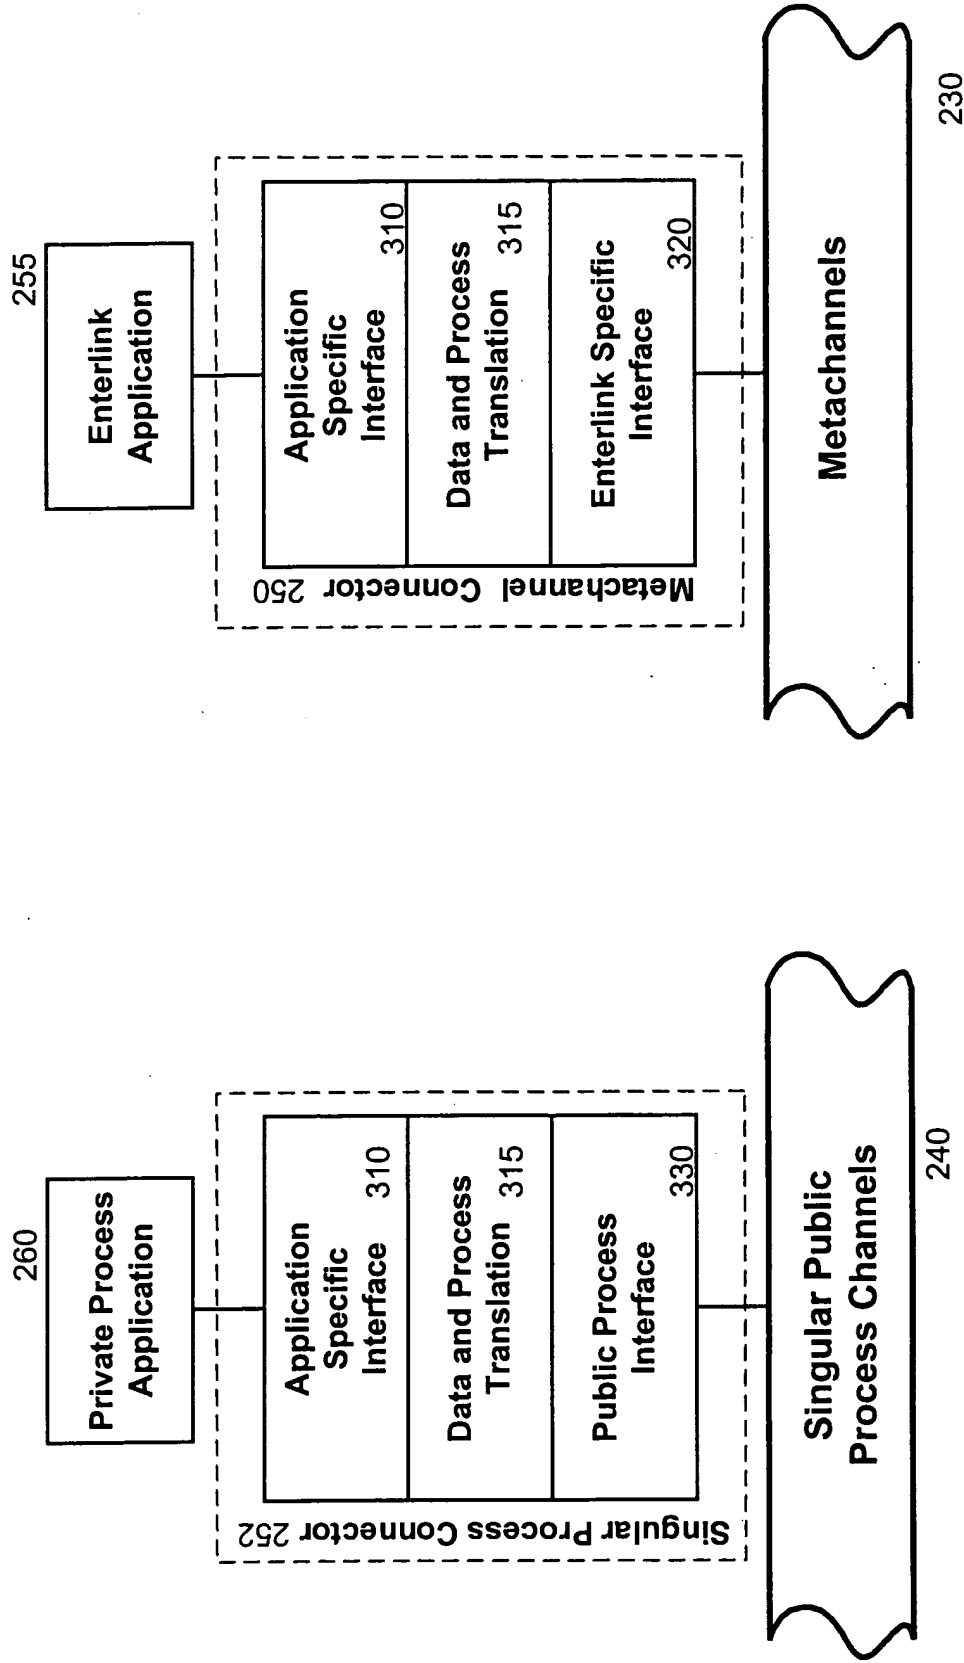 260
Private Process
Application
Singular Process Connector 252
Application
Specific
Interface 310
Data and Process
Translation 315
Public Process
Interface
330
Singular Public
Process Channels
240
255
Enterlink
Application
Metachannel Connector 250
Application
Specific
Interface
310
Data and Process
Translation 315
Enterlink Specific
Interface
320
Metachannels
230